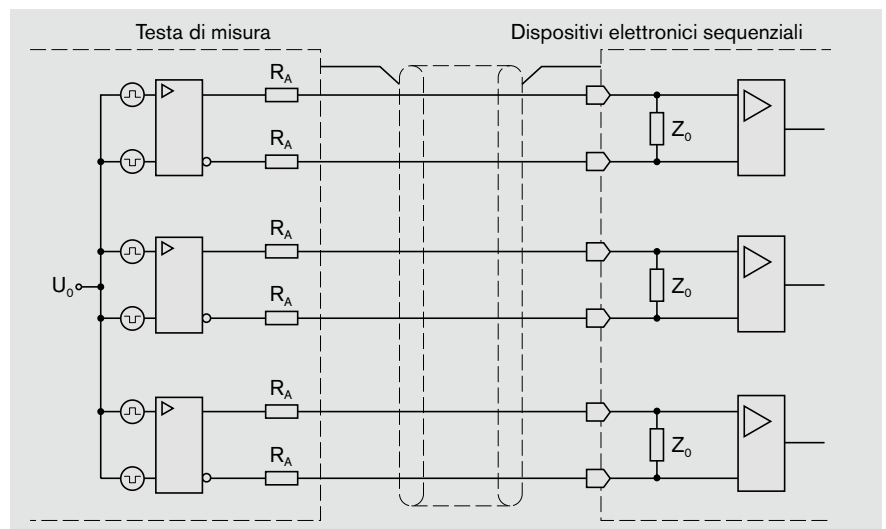 Testa di misura
Dispositivi elettronici sequenziali
R_A
R_A
Z_0
R_A
R_A
U_0
Z_0
R_A
R_A
Z_0